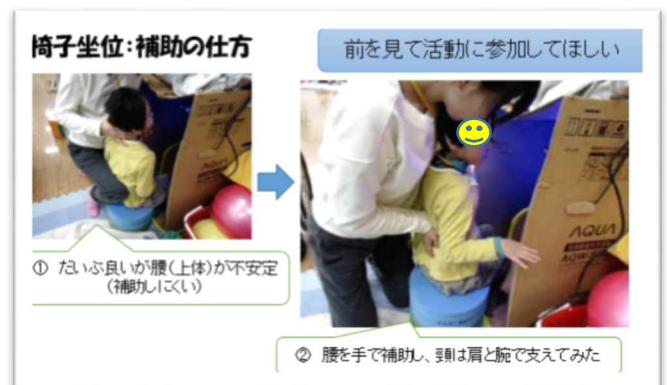 椅子坐位：補助の仕方
前を見て活動に参加してほしい
AQUA
① だいぶ良いが腰(上体)が不安定
(補助しにくい)
② 腰を手で補助し、頭は肩と腕で支えてみた